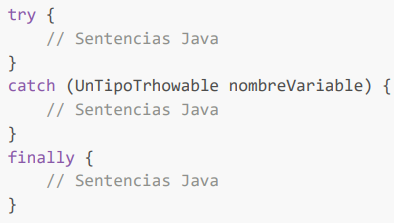 try {
    // Sentencias Java
}
catch (UnTipoTrhowable nombreVariable) {
    // Sentencias Java
}
finally {
    // Sentencias Java
}